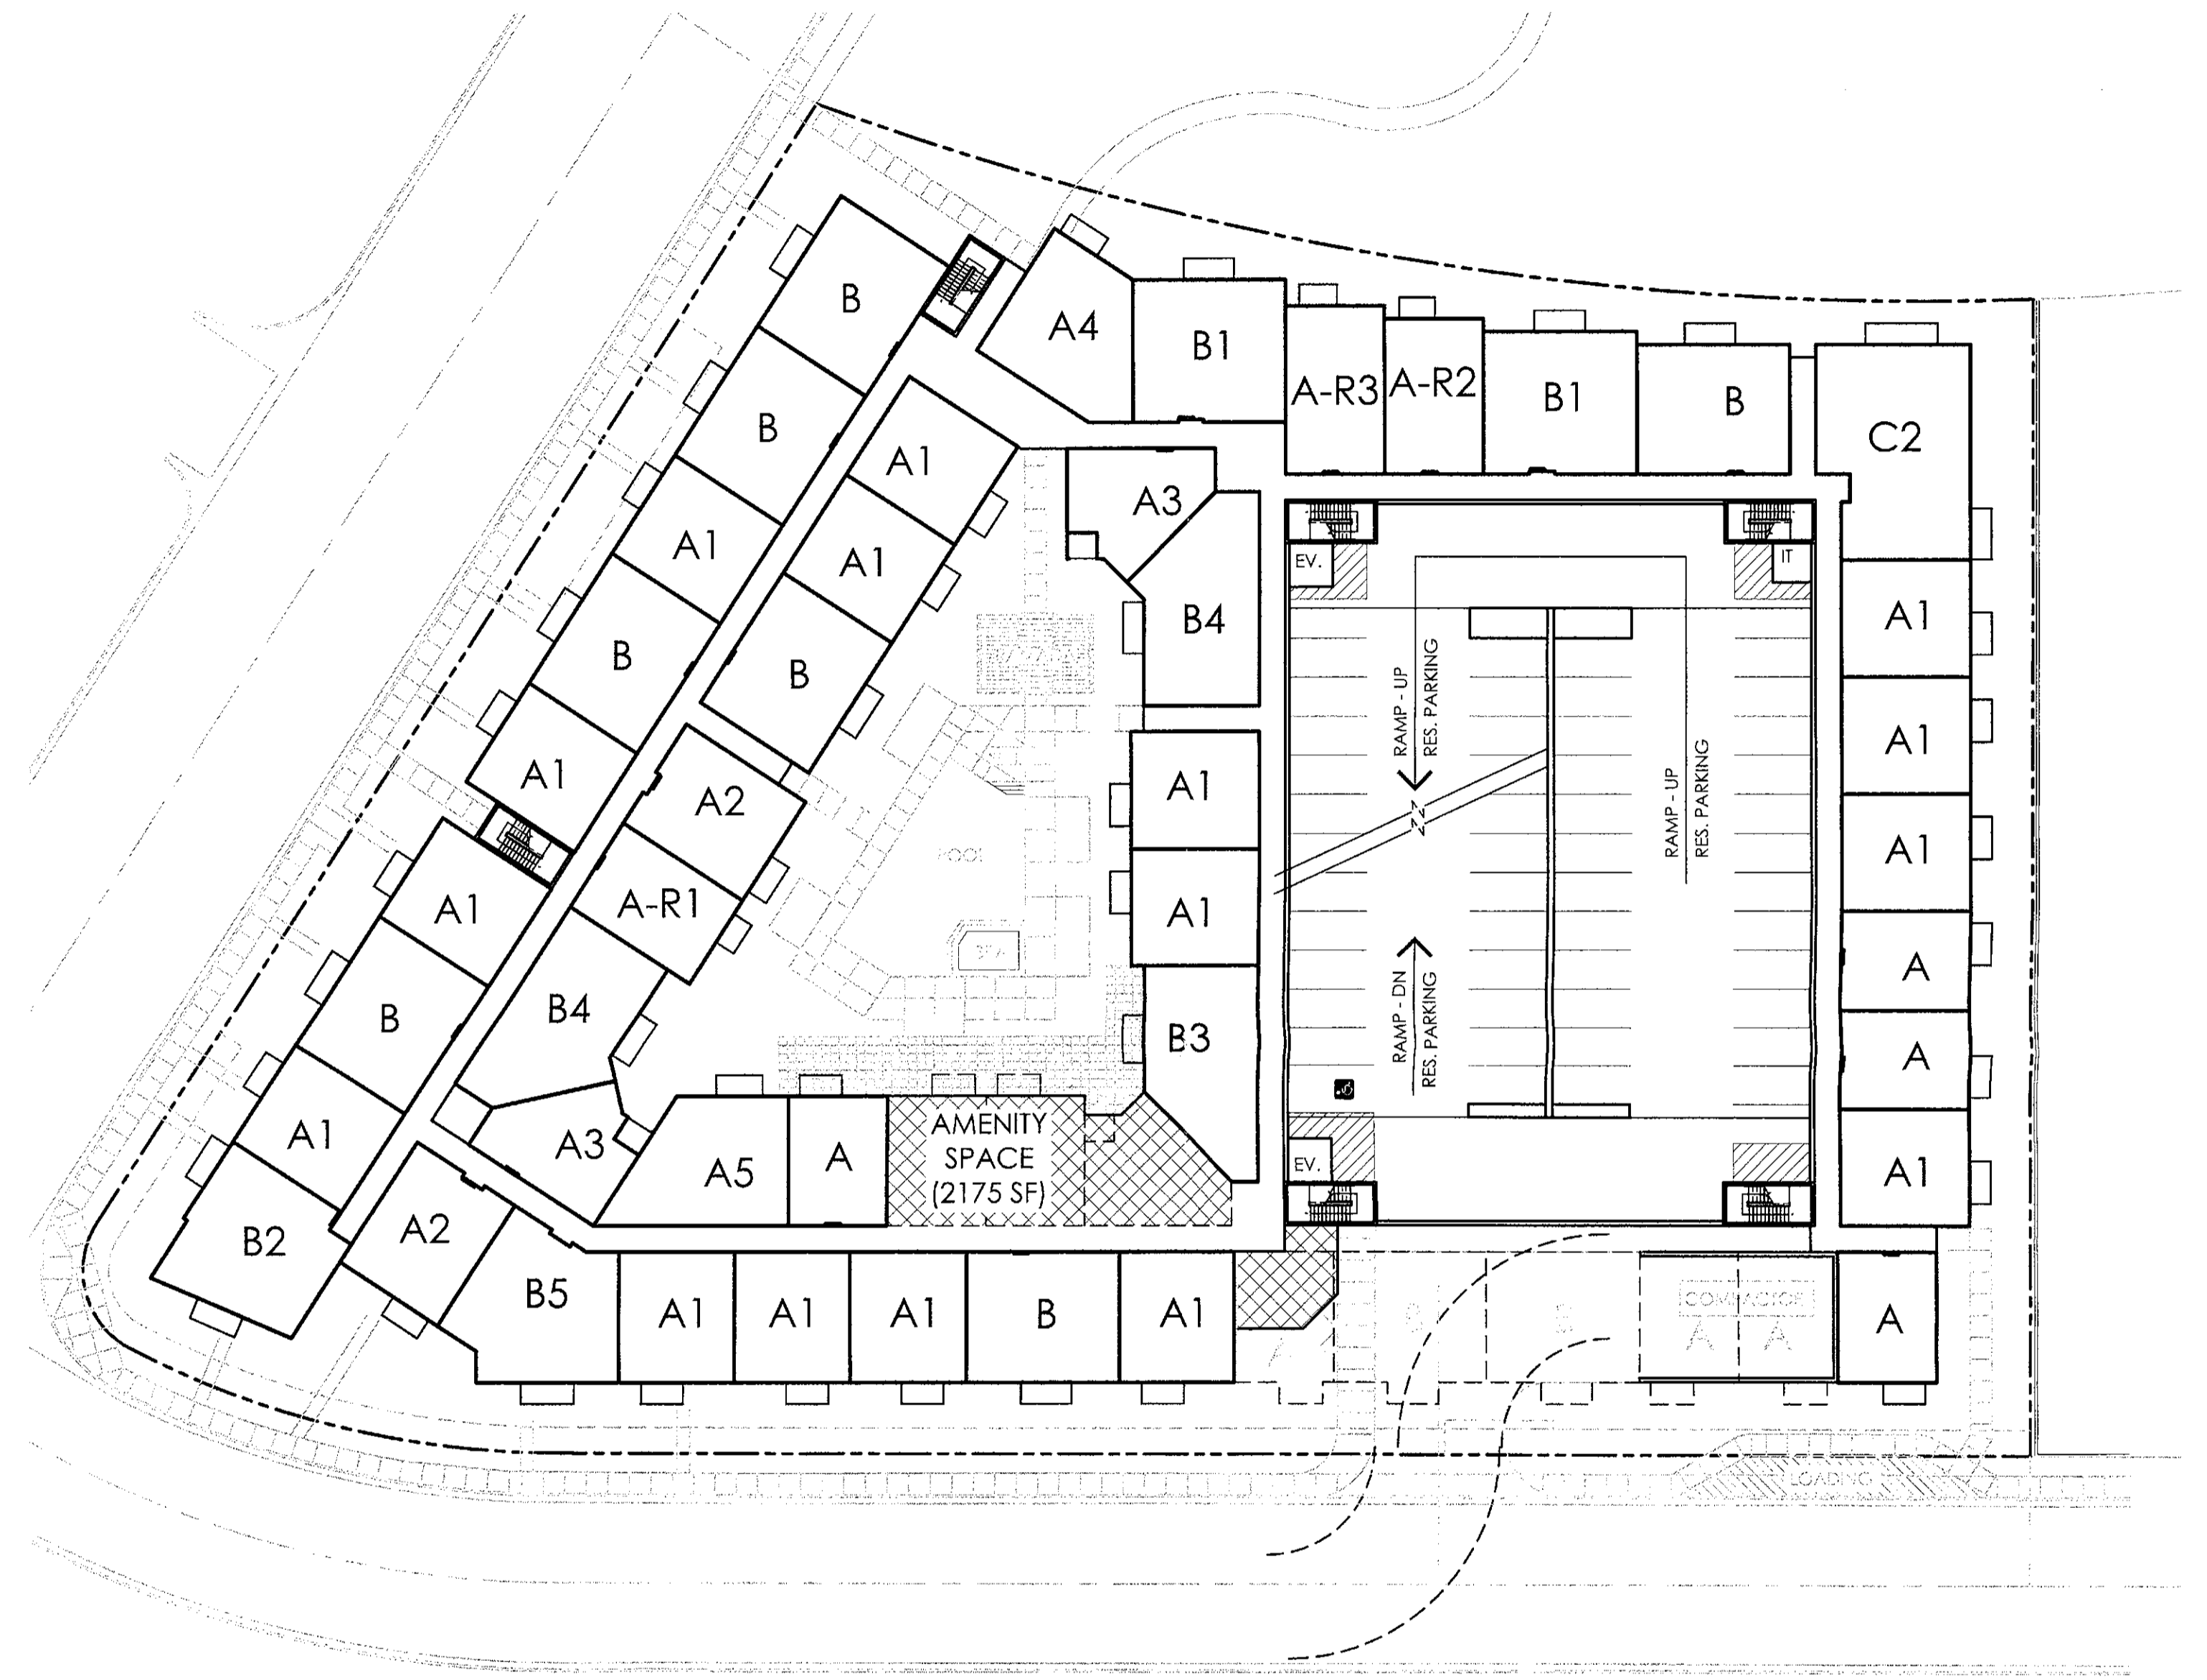 B
A4
B1
A-R3
A-R2
B1
B
C2
B
A1
A3
A1
A1
EV.
IT
B4
A1
B
B
RAMP - UP
RES. PARKING
A1
A1
A2
A1
RAMP - UP
RES. PARKING
A1
POOL
A1
A-R1
A1
A
B
B4
SPA
B3
RAMP - DN
RES. PARKING
A
A1
A3
A5
A
AMENITY
SPACE
(2175 SF)
EV.
A1
B2
A2
B5
A1
A1
A1
B
A1
B
B
COMPACTOR
A
A
A
LOADING